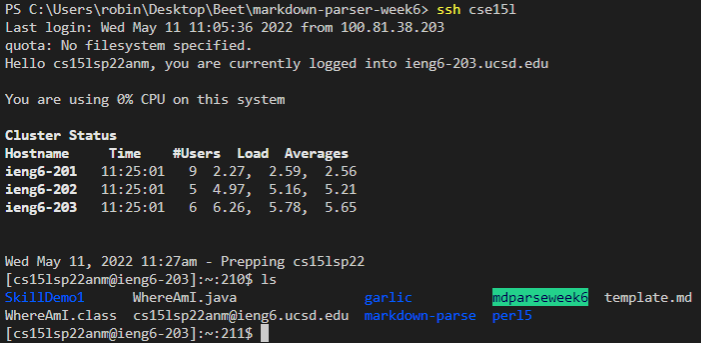 PS C:\Users\robin\Desktop\Beet\markdown-parser-week6> ssh cse15l
Last login: Wed May 11 11:05:36 2022 from 100.81.38.203
quota: No filesystem specified.
Hello cs15lsp22anm, you are currently logged into ieng6-203.ucsd.edu
You are using 0% CPU on this system
Cluster Status
Hostname     Time    #Users  Load  Averages
ieng6-201   11:25:01   9  2.27,  2.59,  2.56
ieng6-202   11:25:01   5  4.97,  5.16,  5.21
ieng6-203   11:25:01   6  6.26,  5.78,  5.65
Wed May 11, 2022 11:27am - Prepping cs15lsp22
[cs15lsp22anm@ieng6-203]:~:210$ ls
SkillDemo1      WhereAmI.java                garlic          mdparseweek6  template.md
WhereAmI.class  cs15lsp22anm@ieng6.ucsd.edu  markdown-parse  perl5
[cs15lsp22anm@ieng6-203]:~:211$